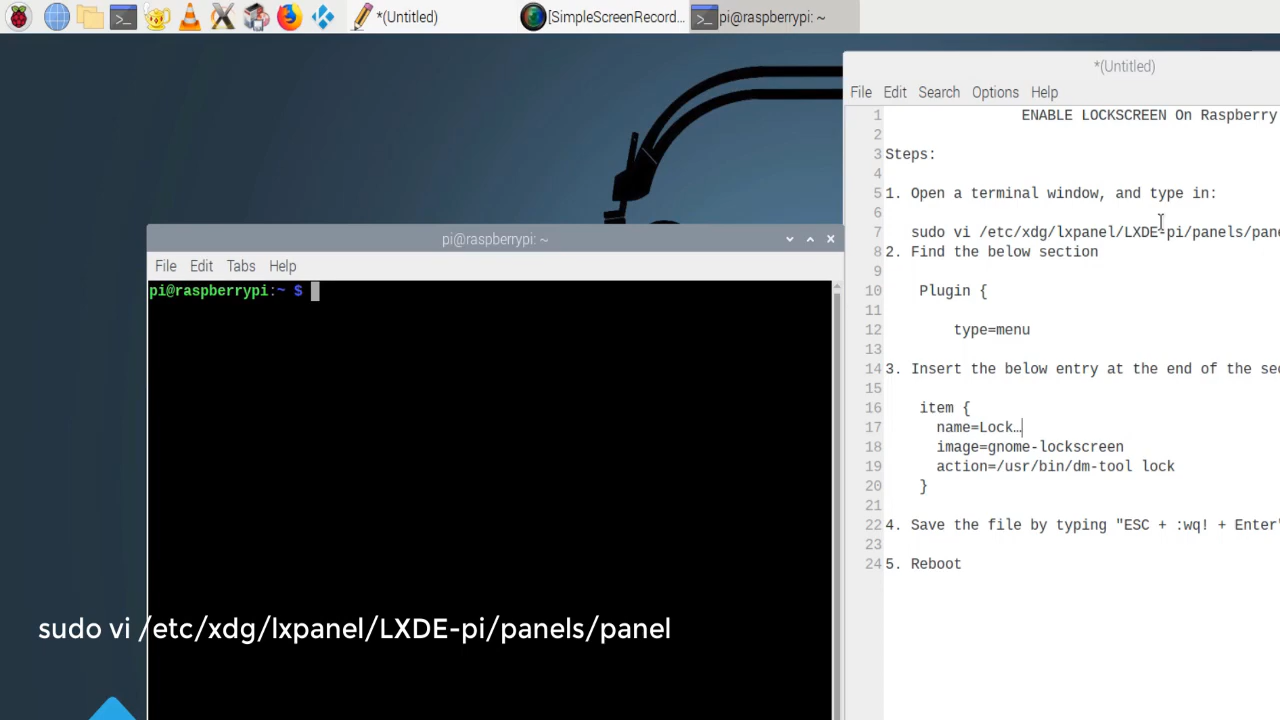 *(Untitled)
[SimpleScreenRecord...
pi@raspberrypi: ~
*(Untitled)
File Edit Search Options Help
1 ENABLE LOCKSCREEN On Raspberry
2
3 Steps:
4
5 1. Open a terminal window, and type in:
6
7 sudo vi /etc/xdg/lxpanel/LXDE-pi/panels/pane
8 2. Find the below section
9
10 Plugin {
11
12 type=menu
13
14 3. Insert the below entry at the end of the sec
15
16 item {
17 name=Lock…
18 image=gnome-lockscreen
19 action=/usr/bin/dm-tool lock
20 }
21
22 4. Save the file by typing "ESC + :wq! + Enter"
23
24 5. Reboot
pi@raspberrypi: ~
File Edit Tabs Help
pi@raspberrypi:~ $
sudo vi /etc/xdg/lxpanel/LXDE-pi/panels/panel